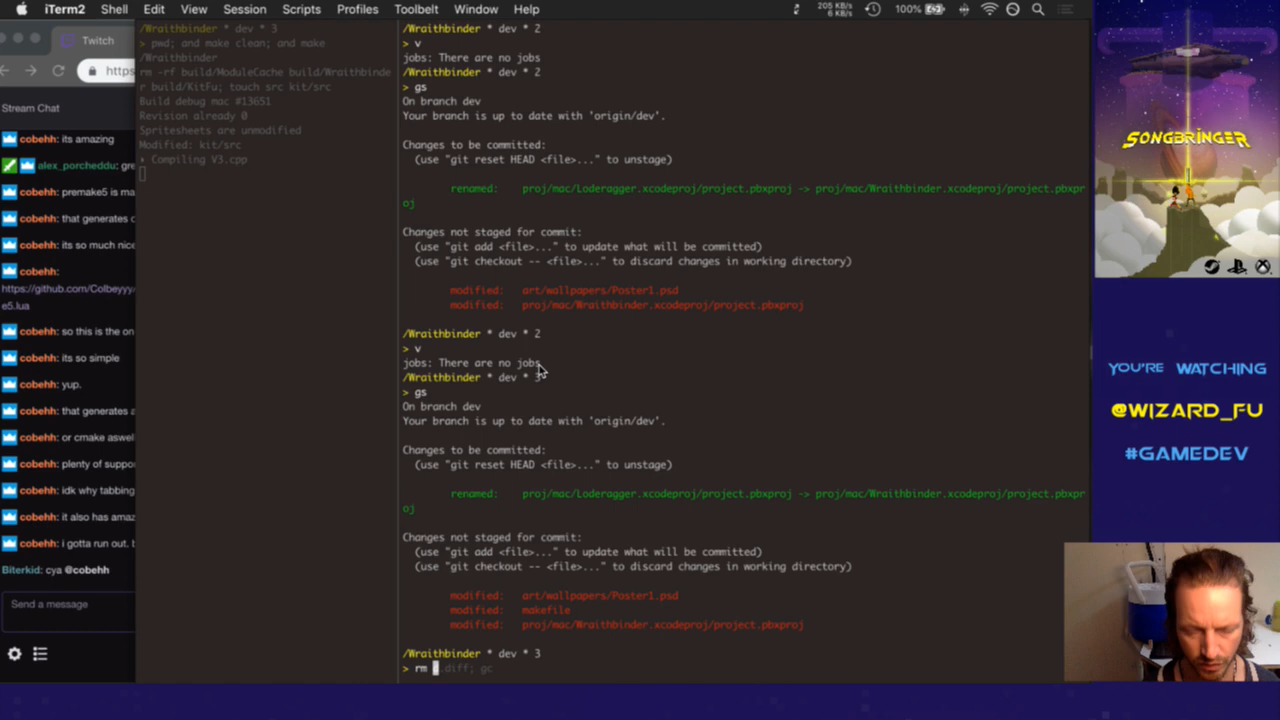 iTerm2 Shell Edit View Session Scripts Profiles Toolbelt Window Help
205 KB/s
6 KB/s
100%
Twitch
https
Stream Chat
cobehh: its amazing
alex_porcheddu: gre
cobehh: premake5 is ma
cobehh: that generates c
cobehh: its so much nice
cobehh:
https://github.com/Colbeyyy/
e5.lua
cobehh: so this is the on
cobehh: its so simple
cobehh: yup.
cobehh: that generates a
cobehh: or cmake aswel
cobehh: plenty of suppo
cobehh: idk why tabbing
cobehh: it also has amaz
cobehh: i gotta run out. t
Biterkid: cya @cobehh
Send a message
/Wraithbinder * dev * 3
> pwd; and make clean; and make
/Wraithbinder
rm -rf build/ModuleCache build/Wraithbinde
r build/KitFu; touch src kit/src
Build debug mac #13651
Revision already 0
Spritesheets are unmodified
Modified: kit/src
› Compiling V3.cpp
/Wraithbinder * dev * 2
> v
jobs: There are no jobs
/Wraithbinder * dev * 2
> gs
On branch dev
Your branch is up to date with 'origin/dev'.
Changes to be committed:
(use "git reset HEAD <file>..." to unstage)
renamed: proj/mac/Loderagger.xcodeproj/project.pbxproj -> proj/mac/Wraithbinder.xcodeproj/project.pbxpr
oj
Changes not staged for commit:
(use "git add <file>..." to update what will be committed)
(use "git checkout -- <file>..." to discard changes in working directory)
modified: art/wallpapers/Poster1.psd
modified: proj/mac/Wraithbinder.xcodeproj/project.pbxproj
/Wraithbinder * dev * 2
> v
jobs: There are no jobs
/Wraithbinder * dev * 3
> gs
On branch dev
Your branch is up to date with 'origin/dev'.
Changes to be committed:
(use "git reset HEAD <file>..." to unstage)
renamed: proj/mac/Loderagger.xcodeproj/project.pbxproj -> proj/mac/Wraithbinder.xcodeproj/project.pbxpr
oj
Changes not staged for commit:
(use "git add <file>..." to update what will be committed)
(use "git checkout -- <file>..." to discard changes in working directory)
modified: art/wallpapers/Poster1.psd
modified: makefile
modified: proj/mac/Wraithbinder.xcodeproj/project.pbxproj
/Wraithbinder * dev * 3
> rm .diff; gc
SONGBRINGER
YOU'RE WATCHING
@WIZARD_FU
#GAMEDEV